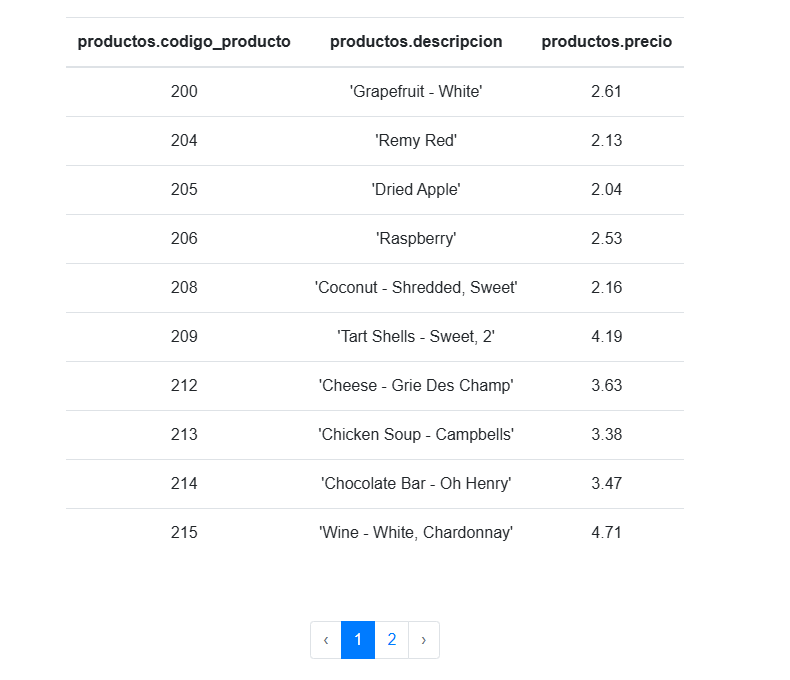 productos.codigo_producto productos.descripcion productos.precio
200 'Grapefruit - White' 2.61
204 'Remy Red' 2.13
205 'Dried Apple' 2.04
206 'Raspberry' 2.53
208 'Coconut - Shredded, Sweet' 2.16
209 'Tart Shells - Sweet, 2' 4.19
212 'Cheese - Grie Des Champ' 3.63
213 'Chicken Soup - Campbells' 3.38
214 'Chocolate Bar - Oh Henry' 3.47
215 'Wine - White, Chardonnay' 4.71
‹ 1 2 ›